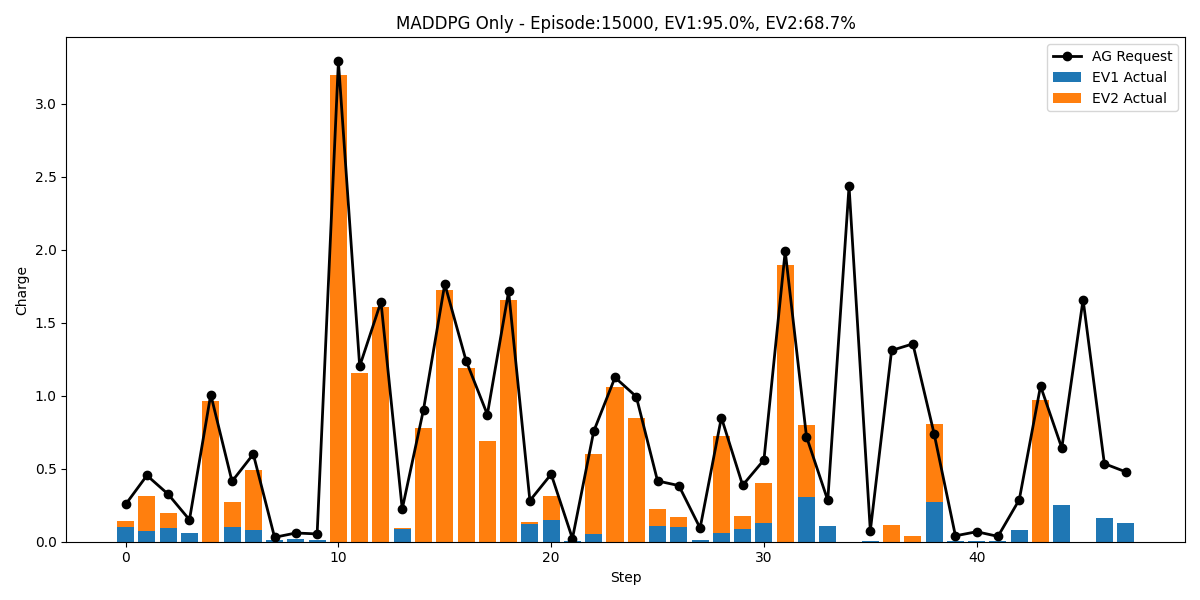 MADDPG Only - Episode:15000, EV1:95.0%, EV2:68.7%
AG Request
EV1 Actual
EV2 Actual
Charge
3.0
2.5
2.0
1.5
1.0
0.5
0.0
0
10
20
30
40
Step